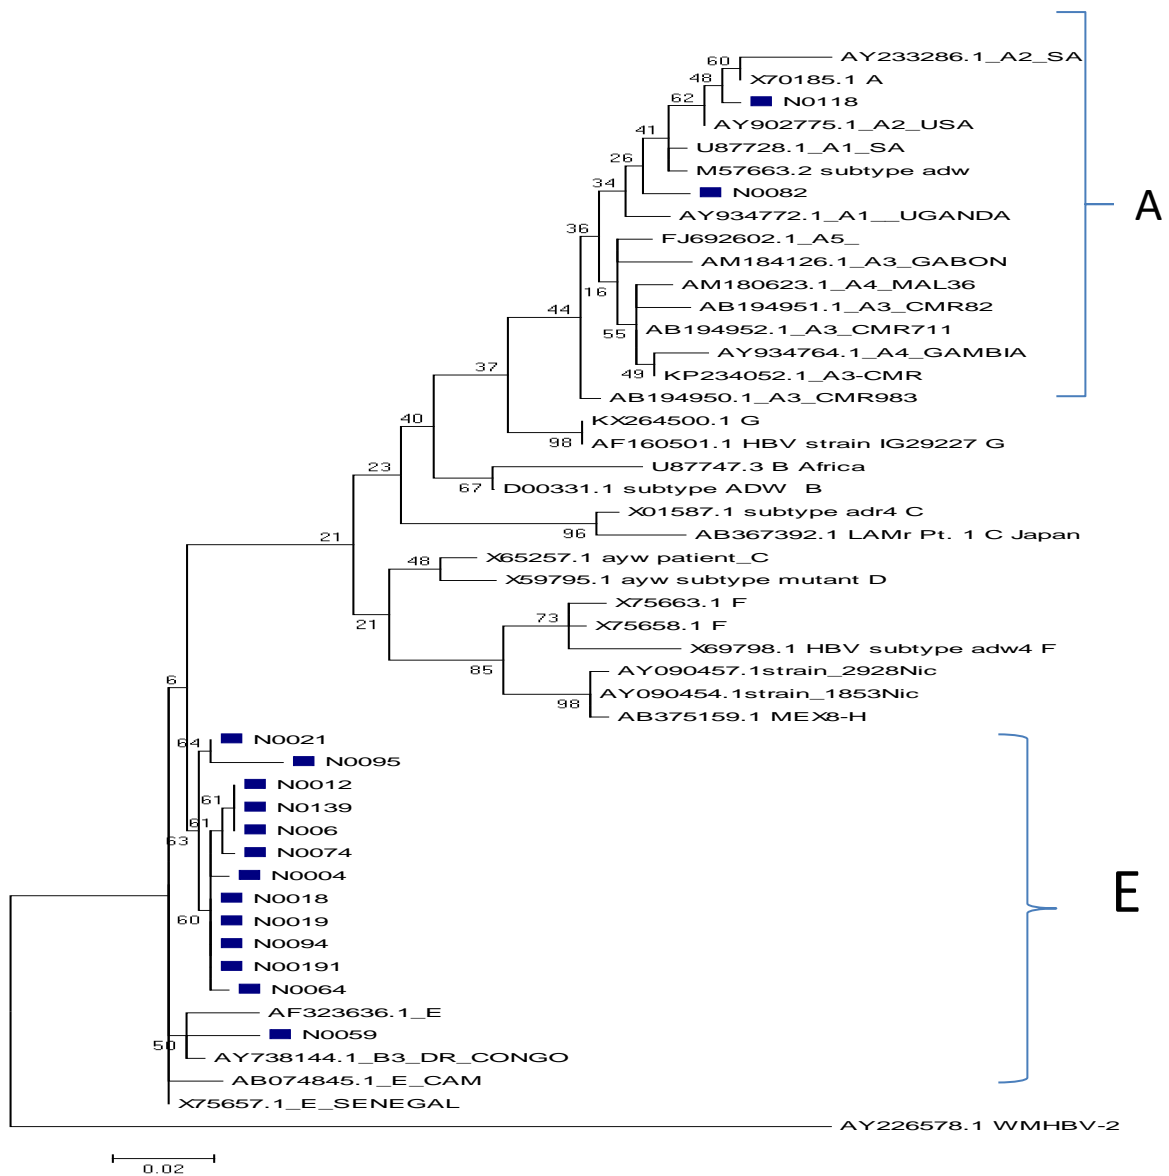 AY233286.1_A2_SA
60
X70185.1 A
48
N0118
62
AY902775.1_A2_USA
41
U87728.1_A1_SA
26
M57663.2 subtype adw
34
N0082
A
AY934772.1_A1__UGANDA
36
FJ692602.1_A5_
AM184126.1_A3_GABON
16
AM180623.1_A4_MAL36
44
AB194951.1_A3_CMR82
55
AB194952.1_A3_CMR711
AY934764.1_A4_GAMBIA
37
49
KP234052.1_A3-CMR
AB194950.1_A3_CMR983
40
KX264500.1 G
98
AF160501.1 HBV strain IG29227 G
23
U87747.3 B Africa
67
D00331.1 subtype ADW B
X01587.1 subtype adr4 C
96
AB367392.1 LAMr Pt. 1 C Japan
21
X65257.1 ayw patient_C
48
X59795.1 ayw subtype mutant D
X75663.1 F
21
73
X75658.1 F
X69798.1 HBV subtype adw4 F
85
AY090457.1strain_2928Nic
AY090454.1strain_1853Nic
98
AB375159.1 MEX8-H
6
64
N0021
N0095
N0012
61
N0139
61
N006
63
N0074
N0004
E
N0018
60
N0019
N0094
N00191
N0064
AF323636.1_E
N0059
50
AY738144.1_B3_DR_CONGO
AB074845.1_E_CAM
X75657.1_E_SENEGAL
AY226578.1 WMHBV-2
0.02